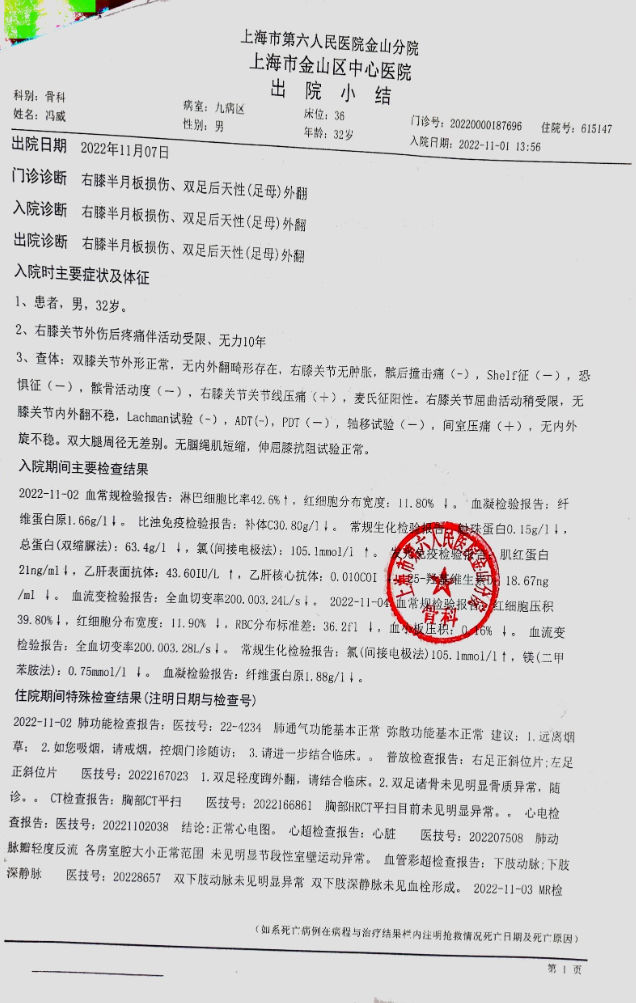 上海市第六人民医院金山分院
上海市金山区中心医院
出院小结
科别：骨科 病室：九病区 床位：36 门诊号：20220000187696 住院号：615147
姓名：冯威 性别：男 年龄：32岁 入院日期：2022-11-01 13:56
出院日期 2022年11月07日
门诊诊断 右膝半月板损伤、双足后天性(足母)外翻
入院诊断 右膝半月板损伤、双足后天性(足母)外翻
出院诊断 右膝半月板损伤、双足后天性(足母)外翻
入院时主要症状及体征
1、患者，男，32岁。
2、右膝关节外伤后疼痛伴活动受限、无力10年
3、查体：双膝关节外形正常，无内外翻畸形存在，右膝关节无肿胀，髌后撞击痛（-），Shelf征（—），恐
惧征（—），髌骨活动度（—），右膝关节关节线压痛（+），麦氏征阳性。右膝关节屈曲活动稍受限，无
膝关节内外翻不稳，Lachman试验（-），ADT(-)，PDT（—），轴移试验（—），间室压痛（+），无内外
旋不稳。双大腿周径无差别。无腘绳肌短缩，伸屈膝抗阻试验正常。
入院期间主要检查结果
2022-11-02 血常规检验报告：淋巴细胞比率42.6%↑，红细胞分布宽度：11.80% ↓。 血凝检验报告：纤
维蛋白原1.66g/l↓。 比浊免疫检验报告：补体C30.80g/l↓。 常规生化检验报告： 珠蛋白0.15g/l↓，
总蛋白(双缩脲法)：63.4g/l ↓，氯(间接电极法)：105.1mmol/l ↑。 免疫检验报告：肌红蛋白
21ng/ml↓，乙肝表面抗体：43.60IU/L ↑，乙肝核心抗体：0.010COI 25-羟基维生素D：18.67ng
/ml ↓。 血流变检验报告：全血切变率200.003.24L/s↓。 2022-11-04 血常规检验报告：红细胞压积
39.80%↓，红细胞分布宽度：11.90% ↓，RBC分布标准差：36.2fl ↓，血小板压积：0.16% ↓。 血流变
检验报告：全血切变率200.003.28L/s↓。 常规生化检验报告：氯(间接电极法)105.1mmol/l↑，镁(二甲
苯胺法)：0.75mmol/l ↓。 血凝检验报告：纤维蛋白原1.88g/l↓。
住院期间特殊检查结果(注明日期与检查号)
2022-11-02 肺功能检查报告：医技号：22-4234 肺通气功能基本正常 弥散功能基本正常 建议：1.远离烟
草； 2.如您吸烟，请戒烟，控烟门诊随访； 3.请进一步结合临床。。 普放检查报告：右足正斜位片;左足
正斜位片 医技号：2022167023 1.双足轻度踇外翻，请结合临床。2.双足诸骨未见明显骨质异常，随
诊。。 CT检查报告：胸部CT平扫 医技号：2022166861 胸部HRCT平扫目前未见明显异常。。 心电检
查报告：医技号：20221102038 结论:正常心电图。 心超检查报告：心脏 医技号：202207508 肺动
脉瓣轻度反流 各房室腔大小正常范围 未见明显节段性室壁运动异常。 血管彩超检查报告：下肢动脉;下肢
深静脉 医技号：20228657 双下肢动脉未见明显异常 双下肢深静脉未见血栓形成。 2022-11-03 MR检
上海市第六人民医院金山分院
骨科
(如系死亡病例在病程与治疗结果栏内注明抢救情况死亡日期及死亡原因)
第 1 页